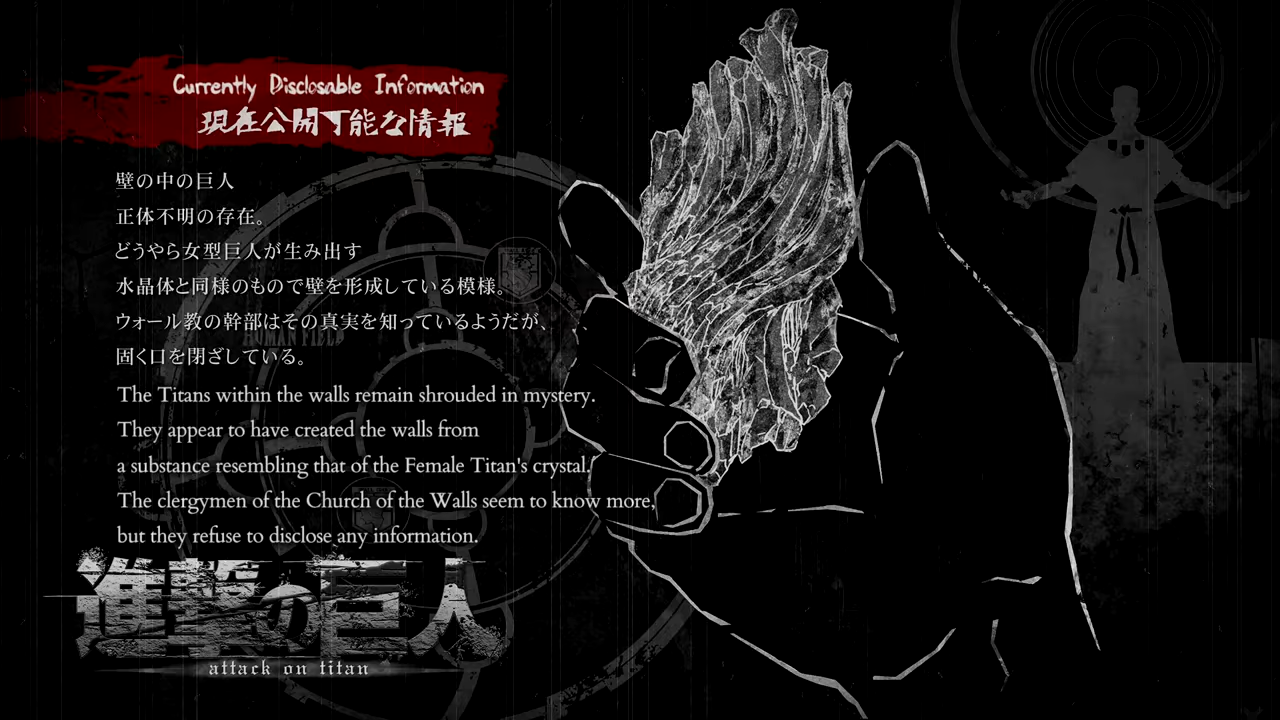 Currently Disclosable Information
現在公開可能な情報
壁の中の巨人
正体不明の存在。
どうやら女型巨人が生み出す
水晶体と同様のもので壁を形成している模様。
ウォール教の幹部はその真実を知っているようだが、
固く口を閉ざしている。
HUMAN FIELD
The Titans within the walls remain shrouded in mystery.
They appear to have created the walls from
a substance resembling that of the Female Titan's crystal.
The clergymen of the Church of the Walls seem to know more,
but they refuse to disclose any information.
進撃の巨人
attack on titan